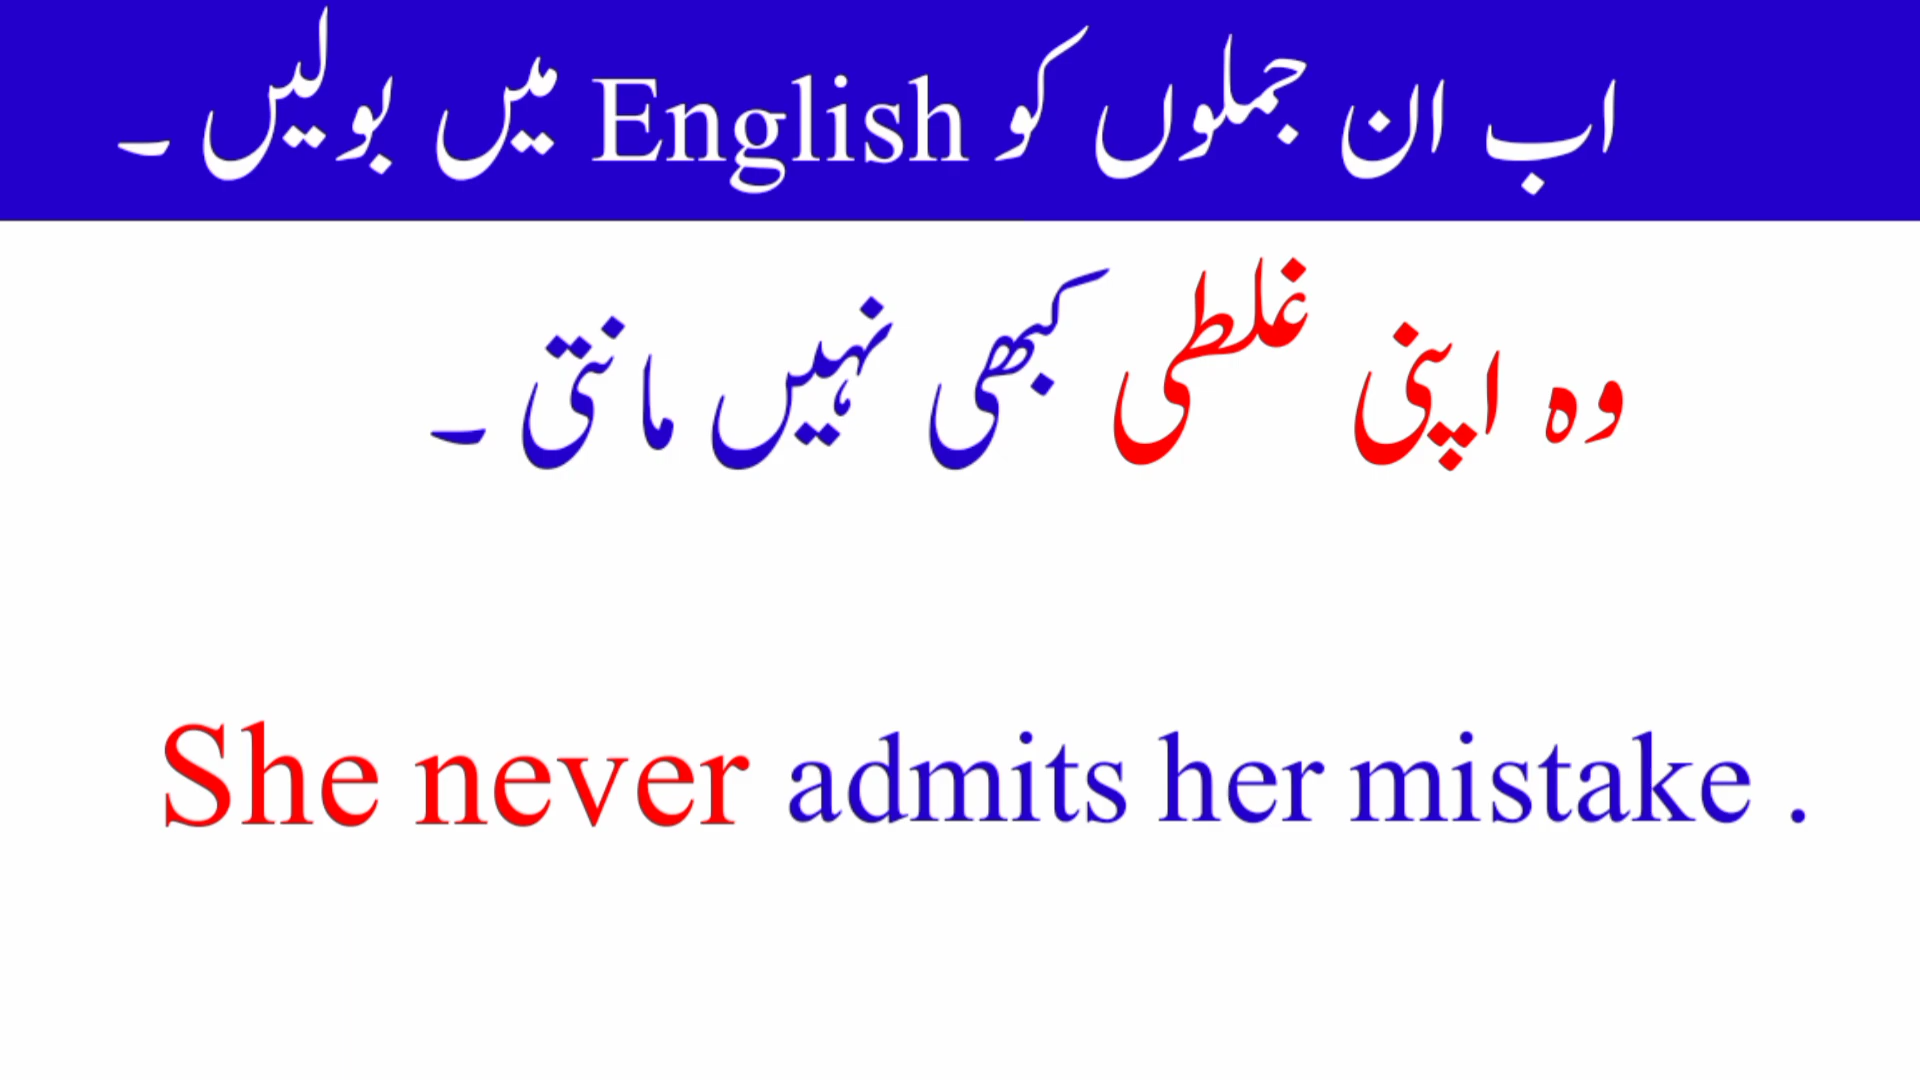 اب ان جملوں کو English میں بولیں ۔
وہ اپنی غلطی کبھی نہیں مانتی ۔
She never admits her mistake .